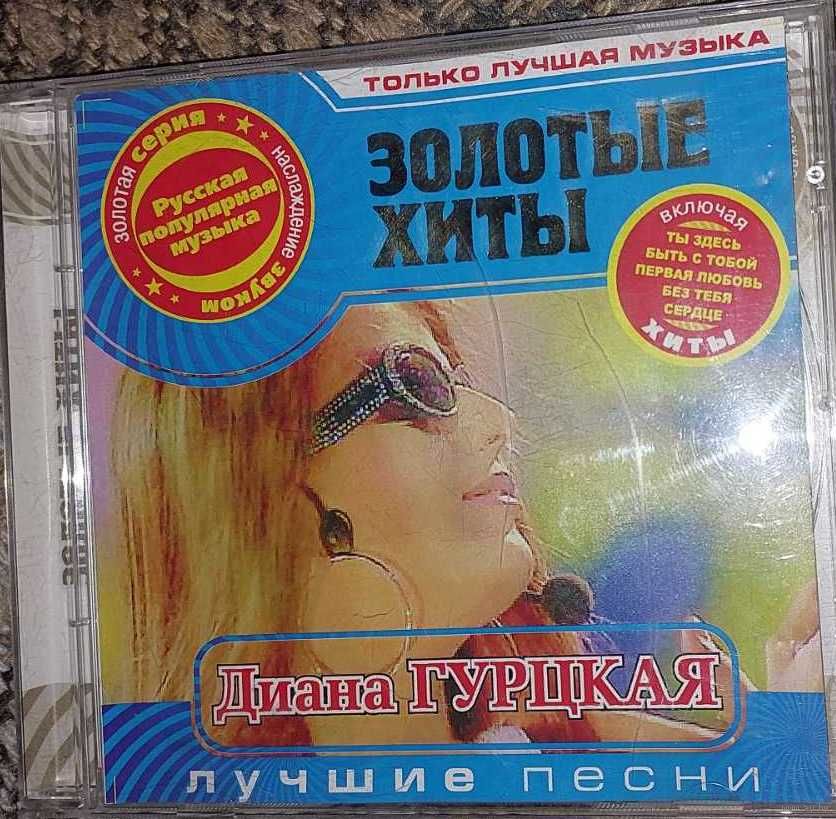 ТОЛЬКО ЛУЧШАЯ МУЗЫКА
ЗОЛОТЫЕ
ХИТЫ
золотая серия
наслаждение звуком
Русская
популярная
музыка
включая
ТЫ ЗДЕСЬ
БЫТЬ С ТОБОЙ
ПЕРВАЯ ЛЮБОВЬ
БЕЗ ТЕБЯ
СЕРДЦЕ
ХИТЫ
Диана ГУРЦКАЯ
лучшие песни